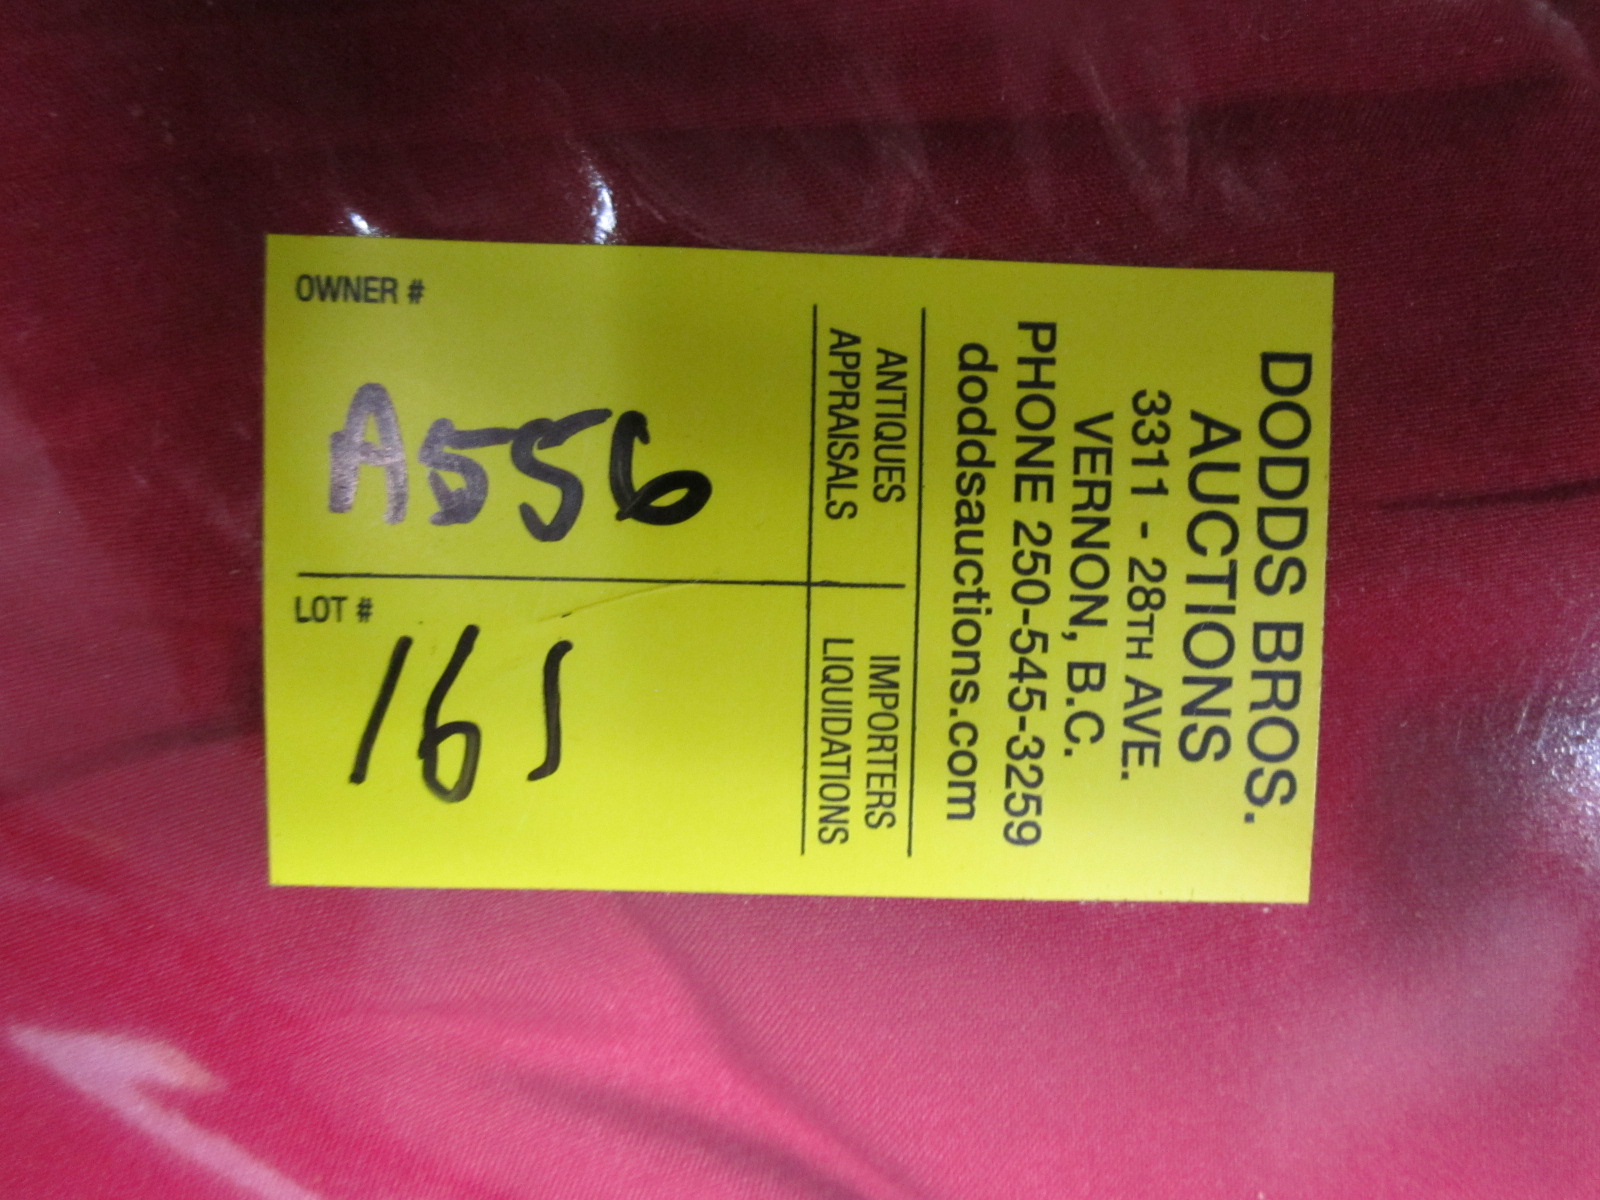 DODDS BROS.
AUCTIONS
3311 - 28TH AVE.
VERNON, B.C.
PHONE 250-545-3259
doddsauctions.com
ANTIQUES IMPORTERS
APPRAISALS LIQUIDATIONS
OWNER # LOT #
A556 165